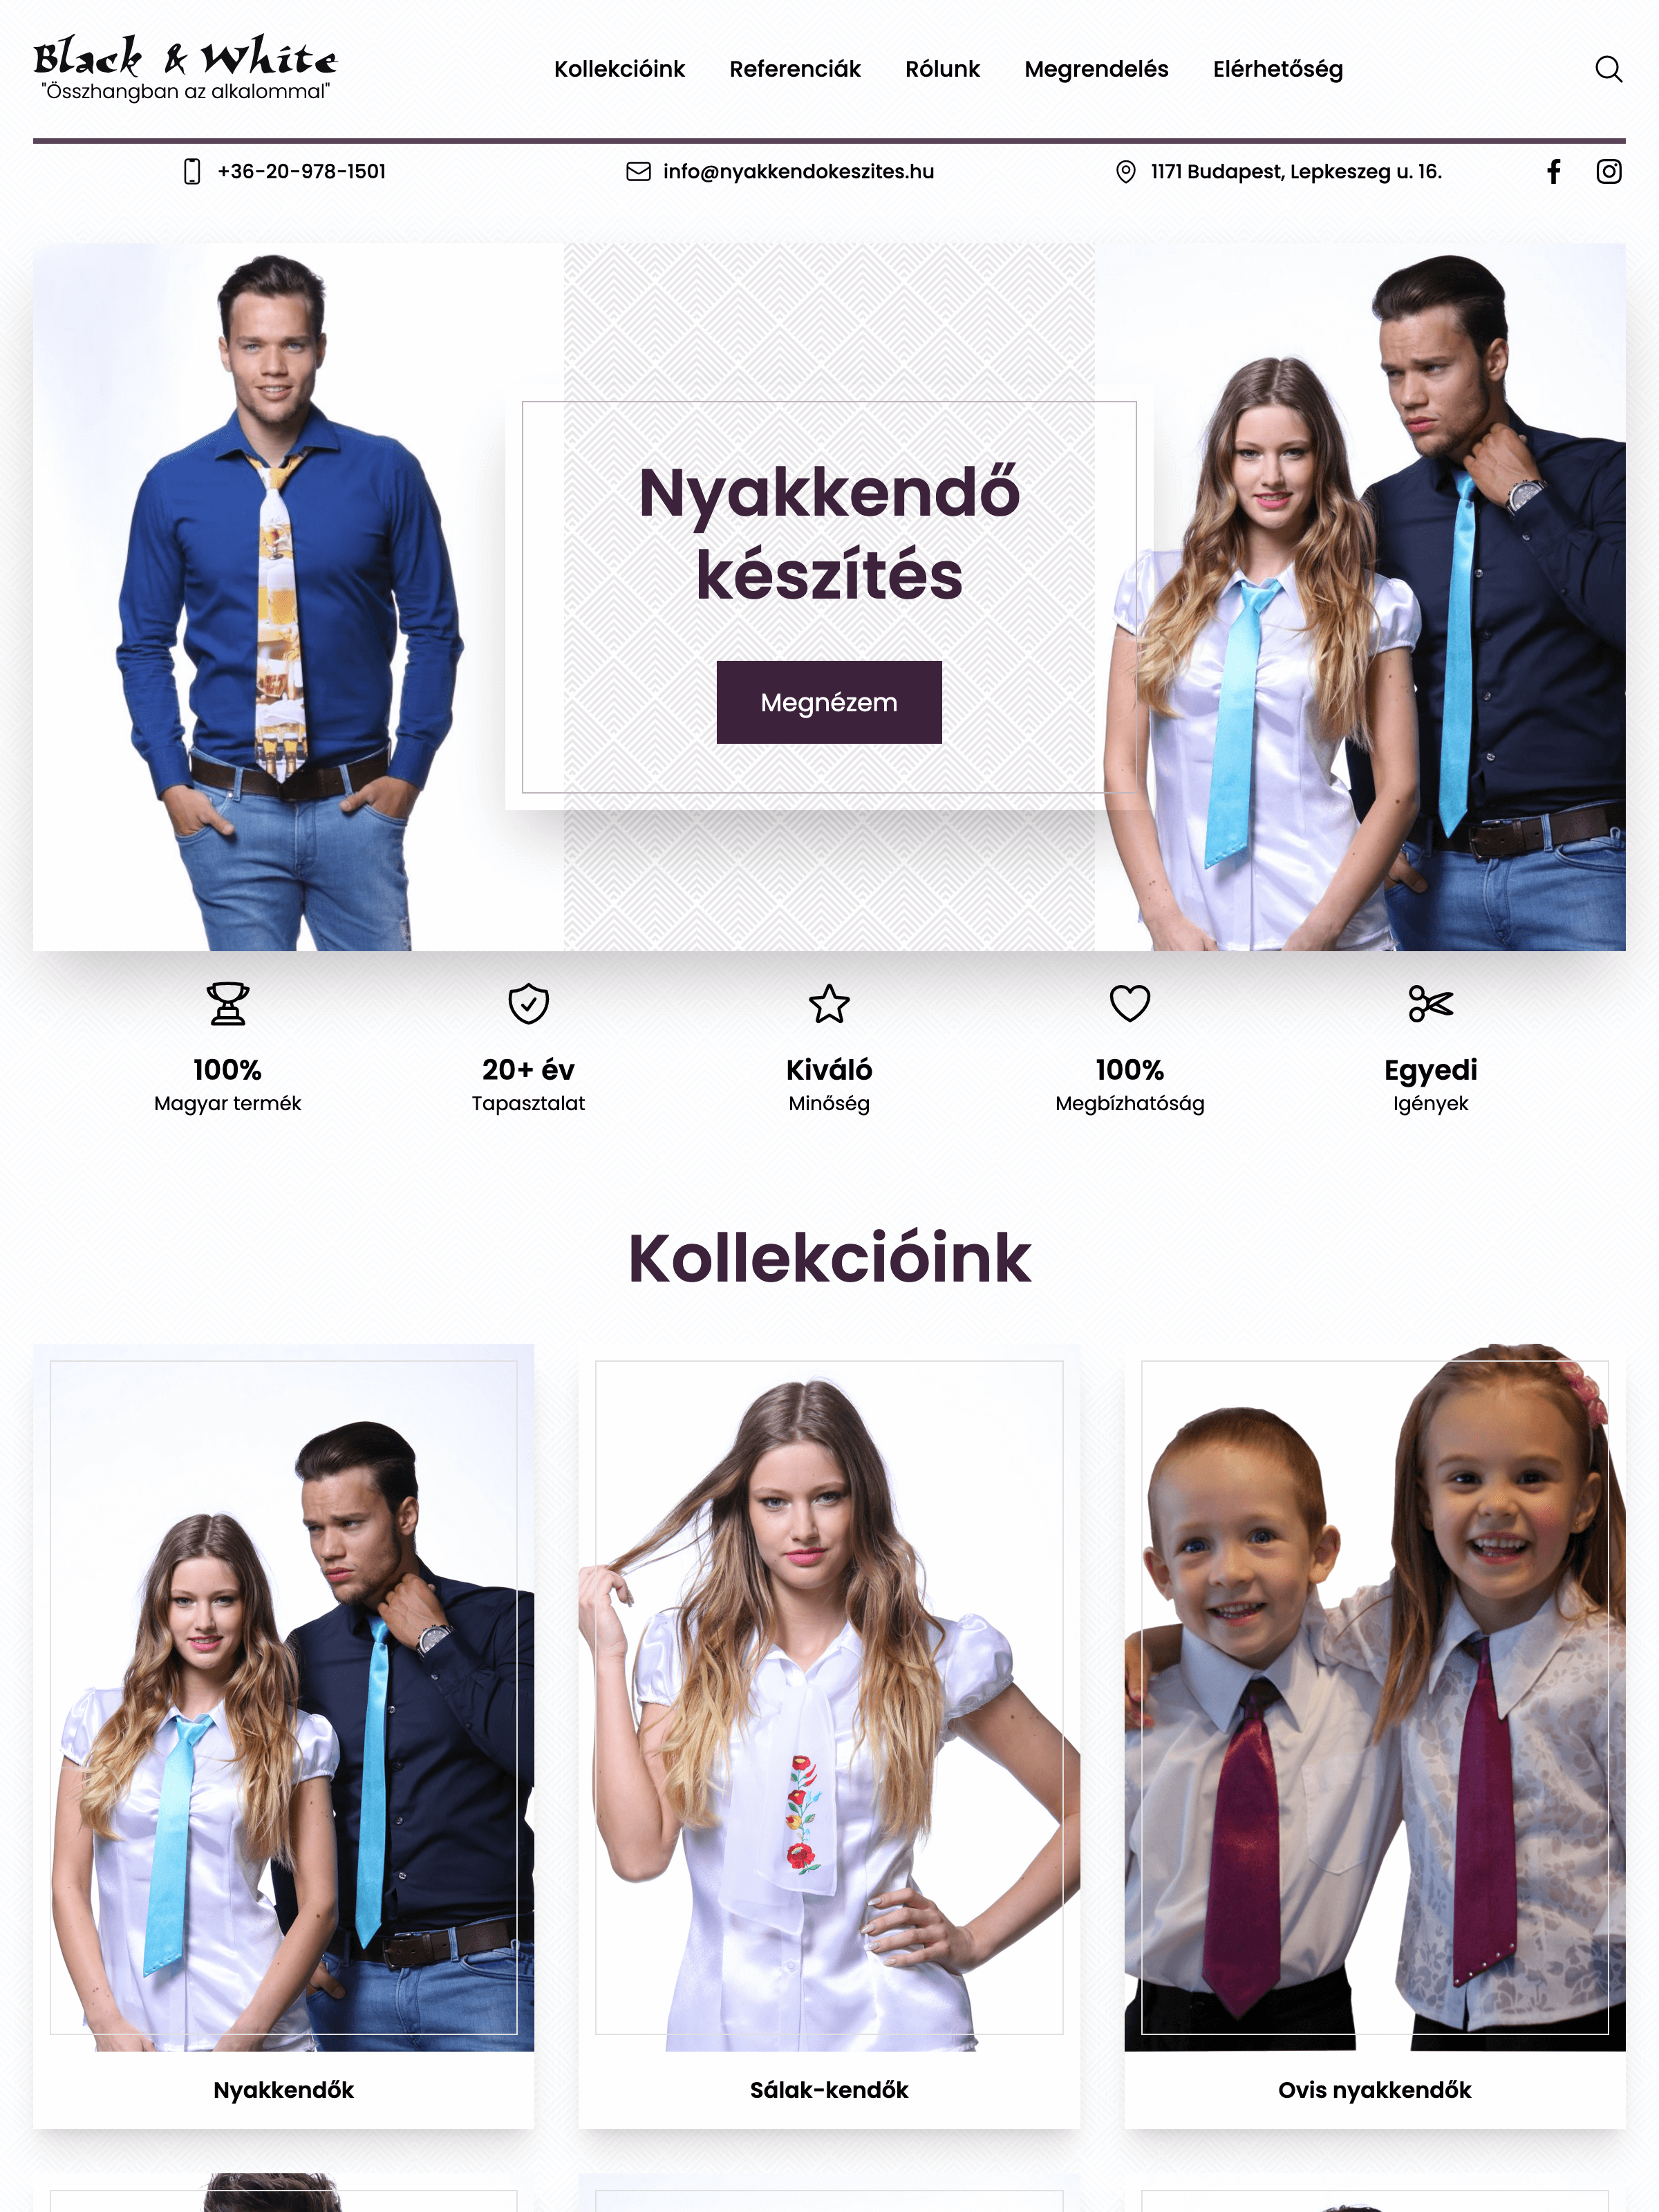 Black & White
"Összhangban az alkalommal"
Kollekcióink
Referenciák
Rólunk
Megrendelés
Elérhetőség
+36-20-978-1501
info@nyakkendokeszites.hu
1171 Budapest, Lepkeszeg u. 16.
Nyakkendő
készítés
Megnézem
100%
Magyar termék
20+ év
Tapasztalat
Kiváló
Minőség
100%
Megbízhatóság
Egyedi
Igények
Kollekcióink
Nyakkendők
Sálak-kendők
Ovis nyakkendők